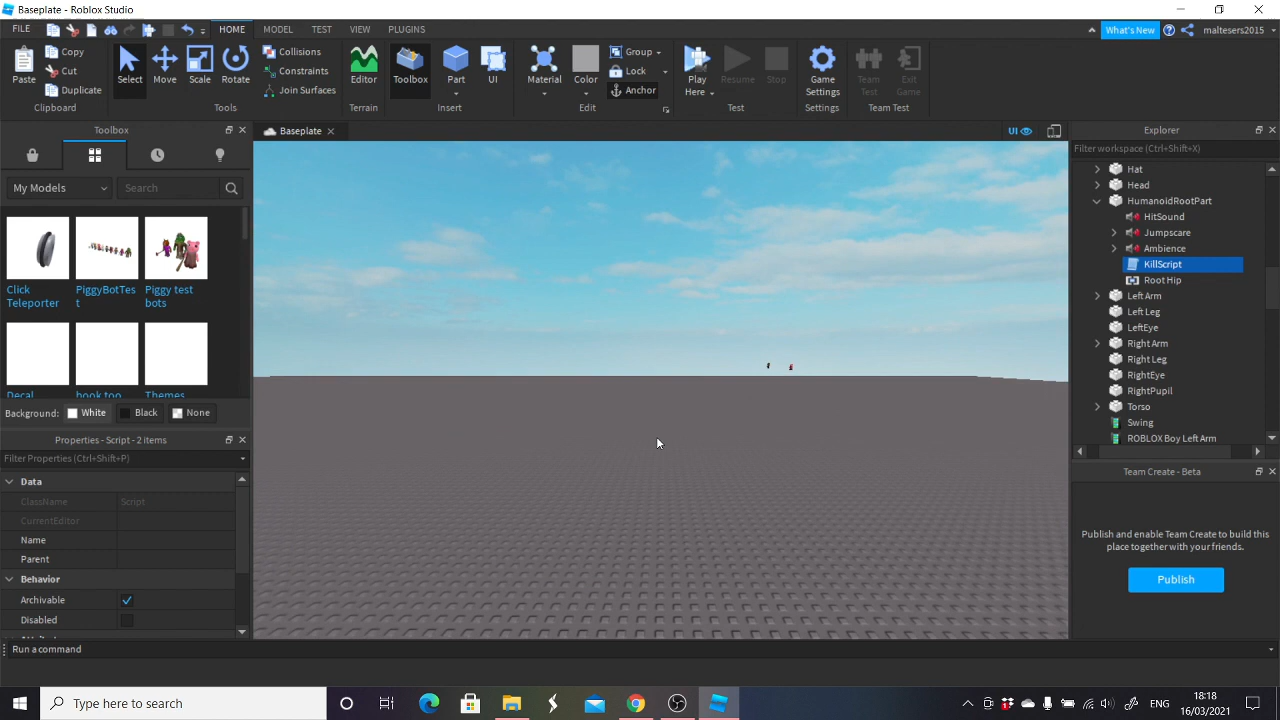 Baseplate - Roblox Studio
FILE HOME MODEL TEST VIEW PLUGINS What's New maltesers2015
Paste Copy Cut Duplicate Select Move Scale Rotate Collisions Constraints Join Surfaces Editor Toolbox Part UI Material Color Group Lock Anchor Play Here Resume Stop Game Settings Team Test Exit Game
Clipboard Tools Terrain Insert Edit Test Settings Team Test
Toolbox
My Models Search
Click Teleporter
PiggyBotTest
Piggy test bots
Decal
book too
Themes
Background: White Black None
Properties - Script - 2 items
Filter Properties (Ctrl+Shift+P)
Data
ClassName Script
CurrentEditor
Name
Parent
Behavior
Archivable
Disabled
Baseplate
UI
Explorer
Filter workspace (Ctrl+Shift+X)
Hat
Head
HumanoidRootPart
HitSound
Jumpscare
Ambience
KillScript
Root Hip
Left Arm
Left Leg
LeftEye
Right Arm
Right Leg
RightEye
RightPupil
Torso
Swing
ROBLOX Boy Left Arm
Team Create - Beta
Publish and enable Team Create to build this
place together with your friends.
Publish
Run a command
Type here to search
ENG
18:18
16/03/2021